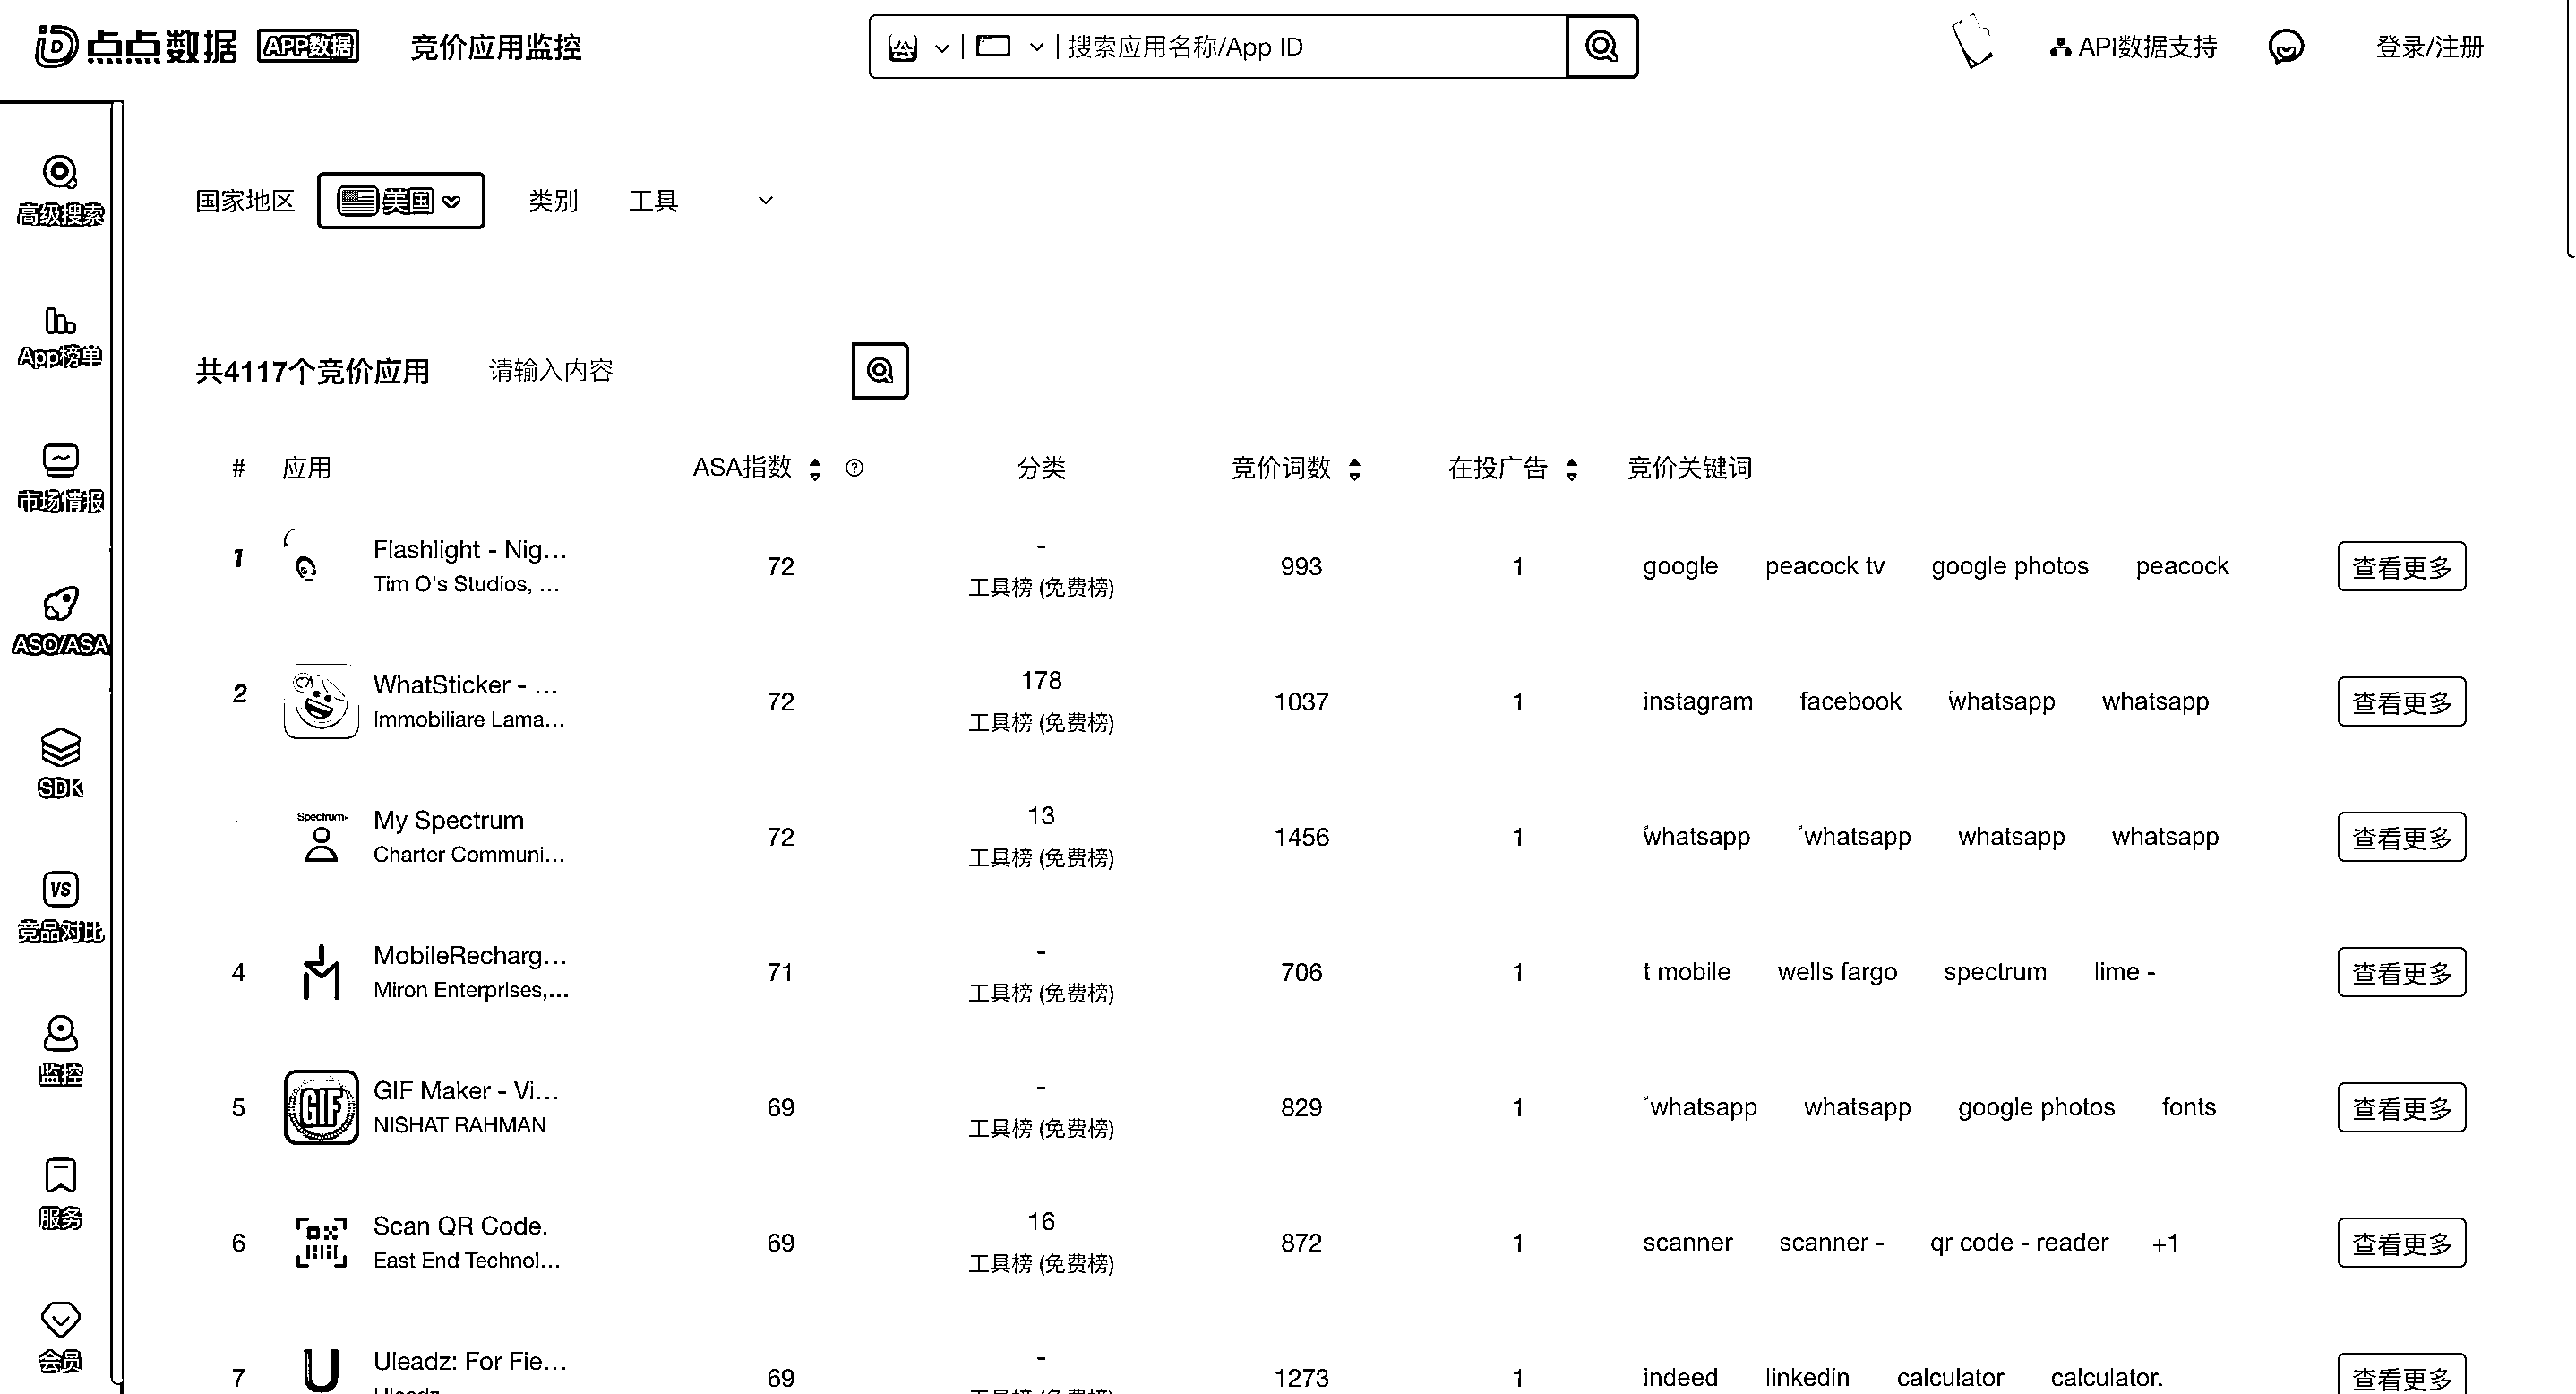 点点数据 APP数据 竞价应用监控 搜索应用名称/App ID API数据支持 登录/注册
高级搜索
App榜单
市场情报
ASO/ASA
SDK
VS
竞品对比
监控
服务
会员
国家地区 美国 类别 工具
共4117个竞价应用 请输入内容
# 应用 ASA指数 分类 竞价词数 在投广告 竞价关键词
1 Flashlight - Nig... Tim O's Studios, ... 72 - 工具榜 (免费榜) 993 1 google peacock tv google photos peacock 查看更多
2 WhatSticker - ... Immobiliare Lama... 72 178 工具榜 (免费榜) 1037 1 instagram facebook whatsapp whatsapp 查看更多
Spectrum My Spectrum Charter Communi... 72 13 工具榜 (免费榜) 1456 1 whatsapp whatsapp whatsapp whatsapp 查看更多
4 MobileRecharg... Miron Enterprises,... 71 - 工具榜 (免费榜) 706 1 t mobile wells fargo spectrum lime - 查看更多
5 GIF GIF Maker - Vi... NISHAT RAHMAN 69 - 工具榜 (免费榜) 829 1 whatsapp whatsapp google photos fonts 查看更多
6 Scan QR Code. East End Technol... 69 16 工具榜 (免费榜) 872 1 scanner scanner - qr code - reader +1 查看更多
7 U Uleadz: For Fie... 69 - 1273 1 indeed linkedin calculator calculator. 查看更多